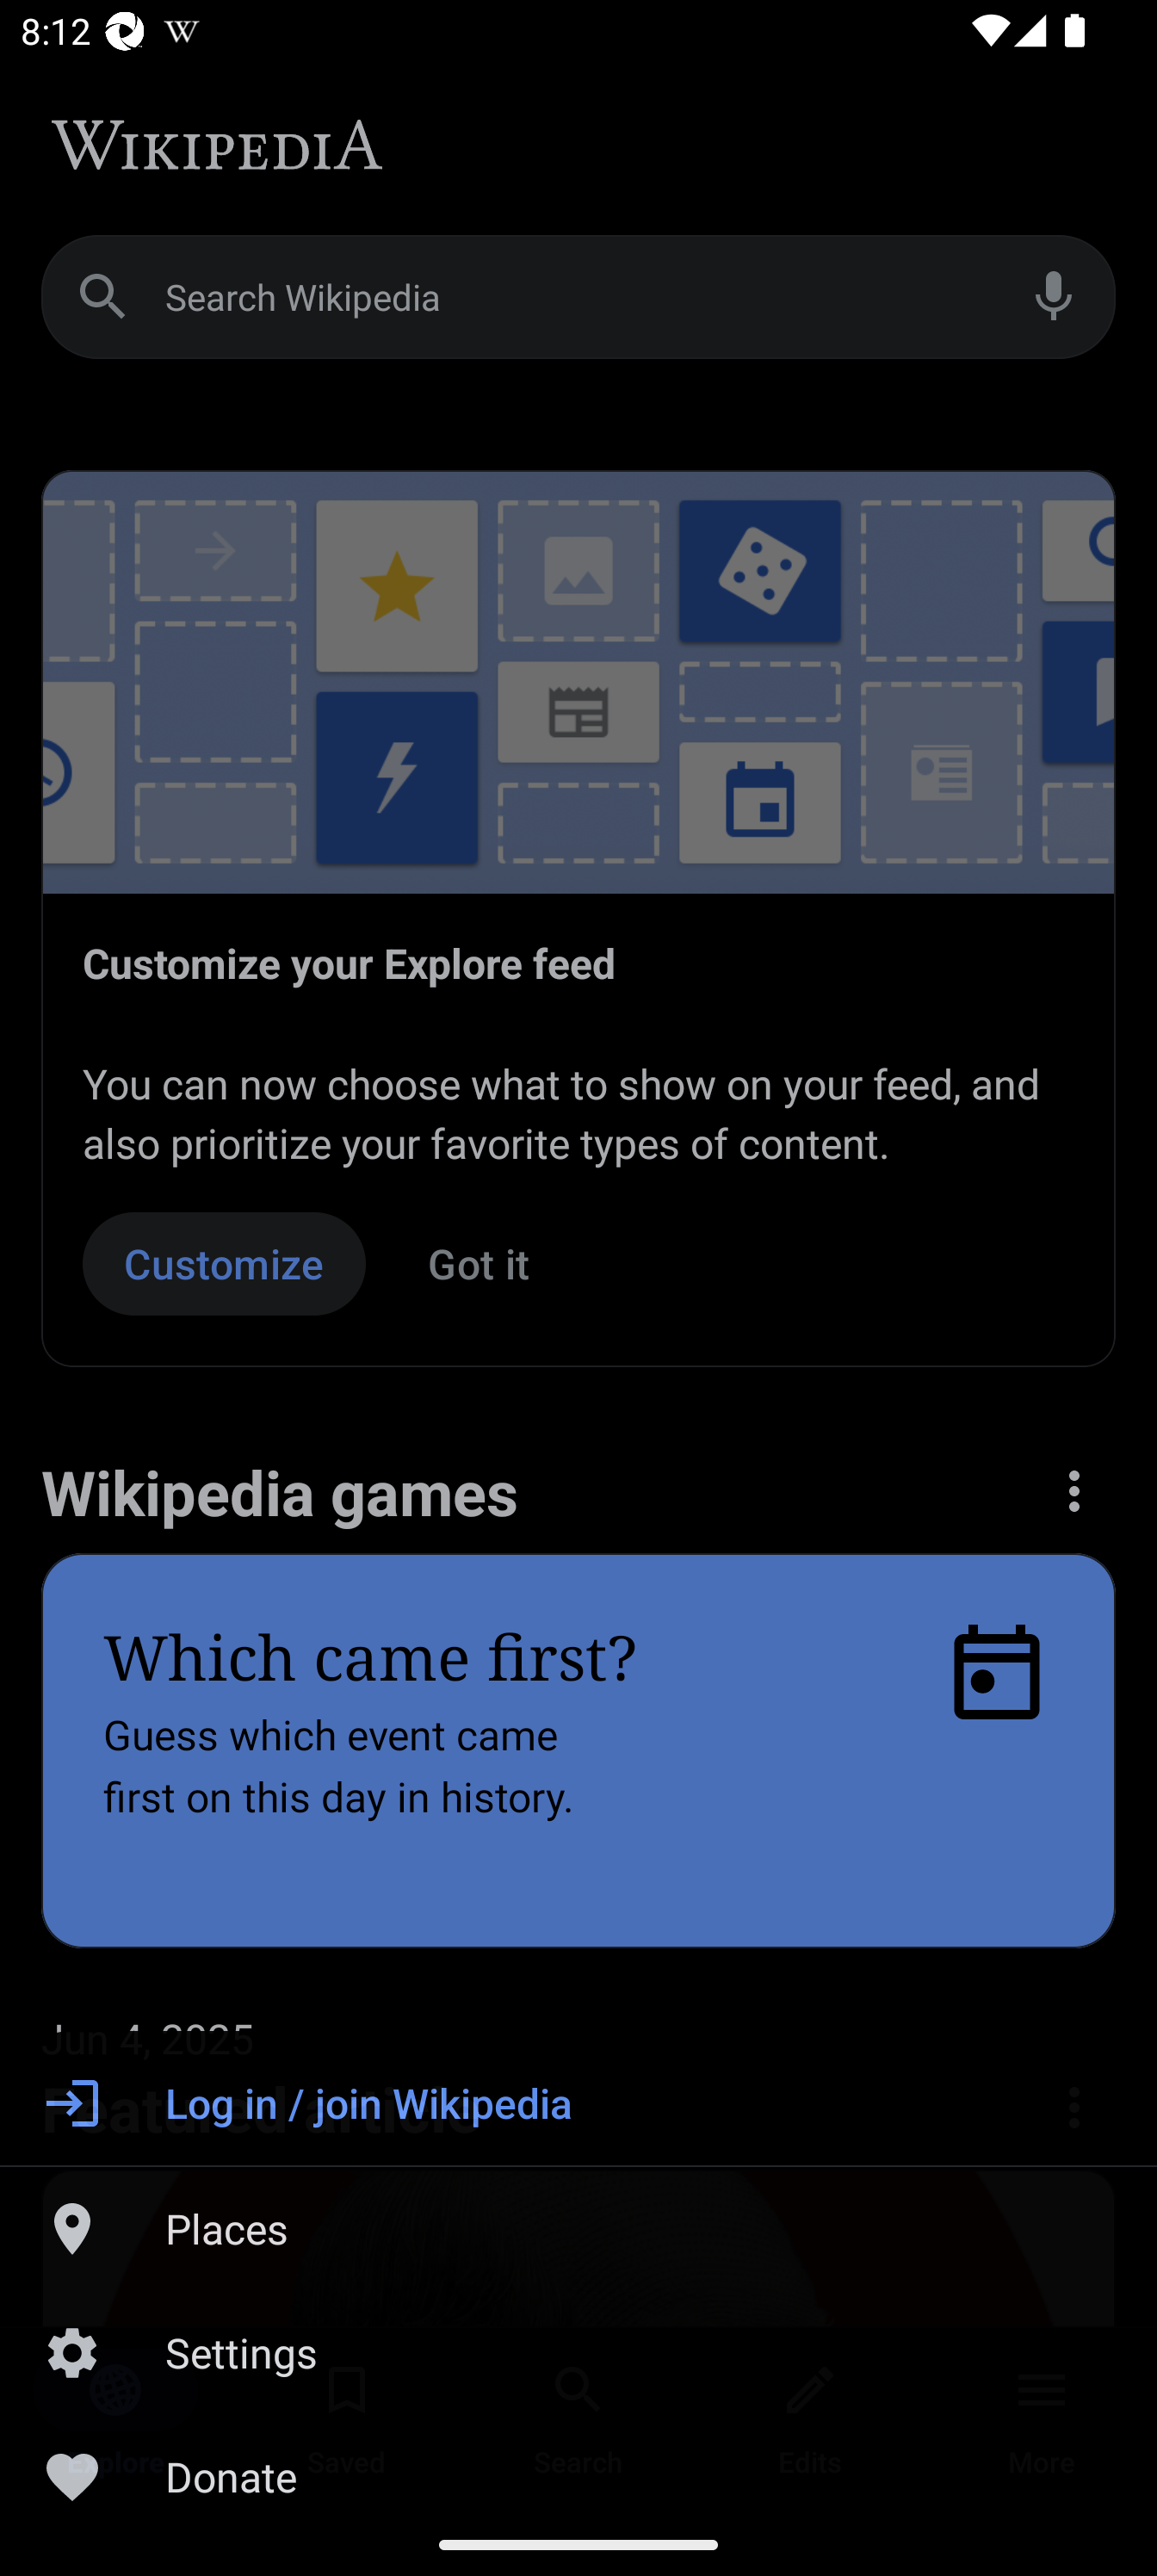 8:12 W
WIKIPEDIA
Search Wikipedia
Customize your Explore feed
You can now choose what to show on your feed, and
also prioritize your favorite types of content.
Customize Got it
Wikipedia games
Which came first?
Guess which event came
first on this day in history.
Jun 4, 2025
Featured article
Log in / join Wikipedia
Places
Settings
Explore Saved Search Edits More
Donate